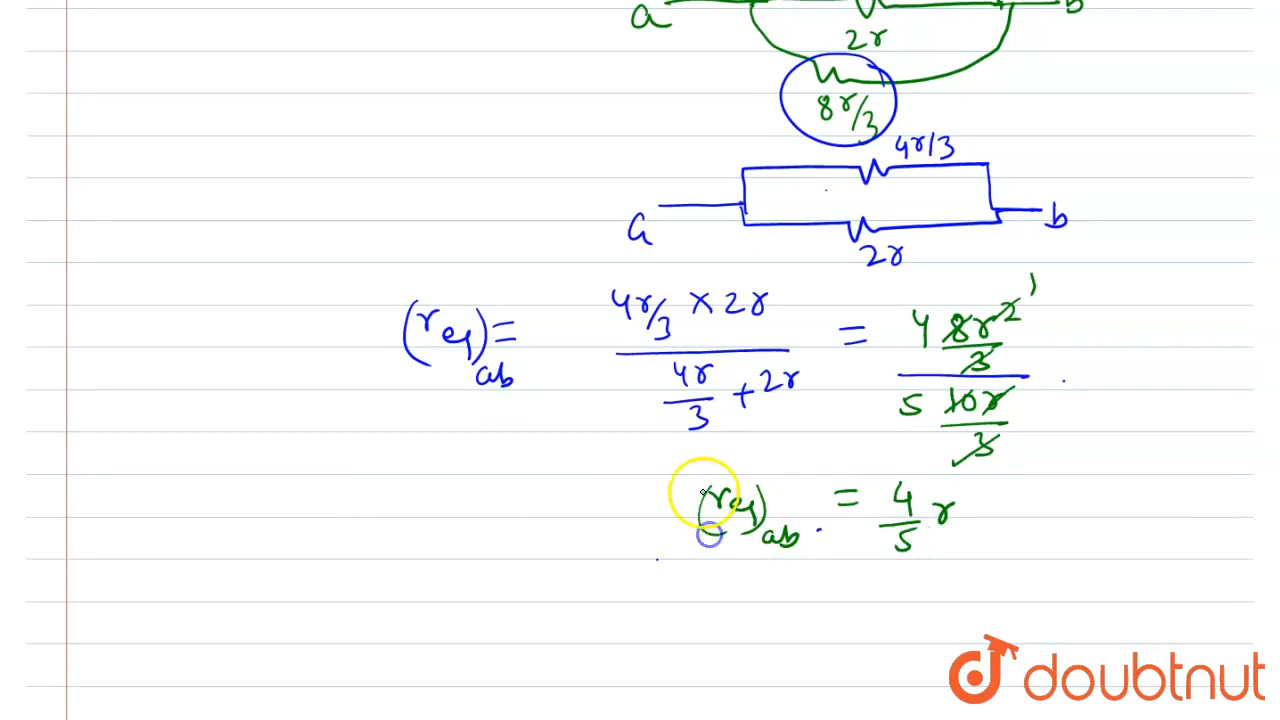 a b
2r
8r/3
4r/3
a b
2r
(req)ab = (4r/3 × 2r)/(4r/3 + 2r) = (4 8r²/3)/(5 10r/3) 1
(req)ab = 4/5 r
doubtnut